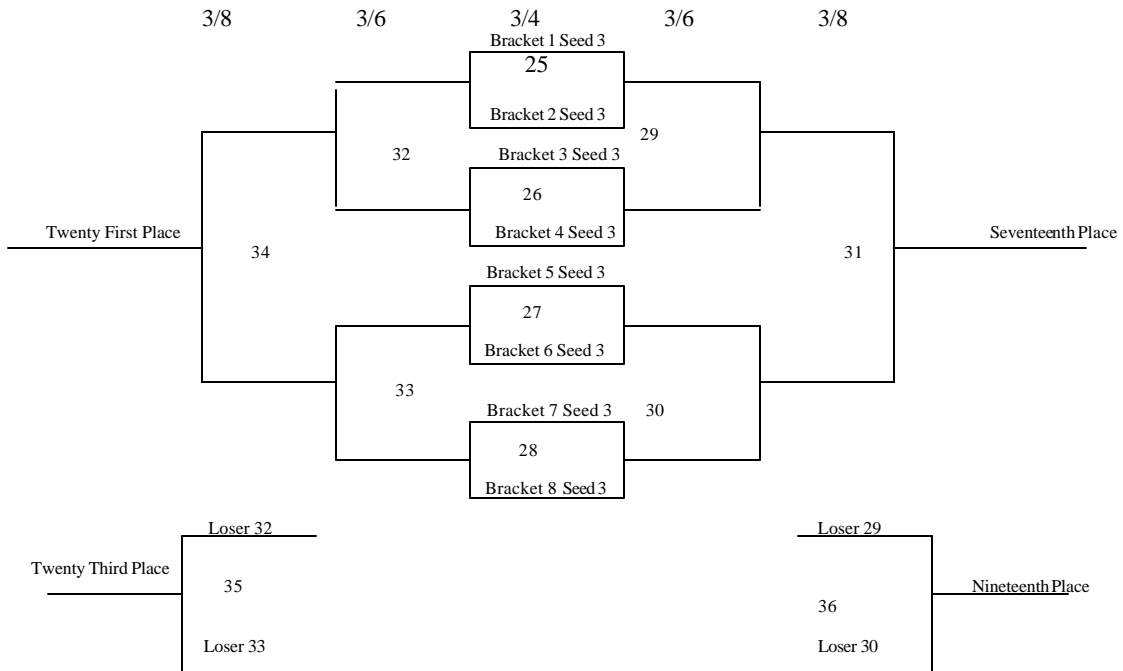 3/8 3/6 3/4 3/6 3/8
Bracket 1 Seed 3
25
Bracket 2 Seed 3
29
32
Bracket 3 Seed 3
26
Bracket 4 Seed 3
Twenty First Place
Seventeenth Place
34
31
Bracket 5 Seed 3
27
Bracket 6 Seed 3
33
Bracket 7 Seed 3
30
28
Bracket 8 Seed 3
Loser 32
Loser 29
Twenty Third Place
35
Nineteenth Place
36
Loser 33
Loser 30